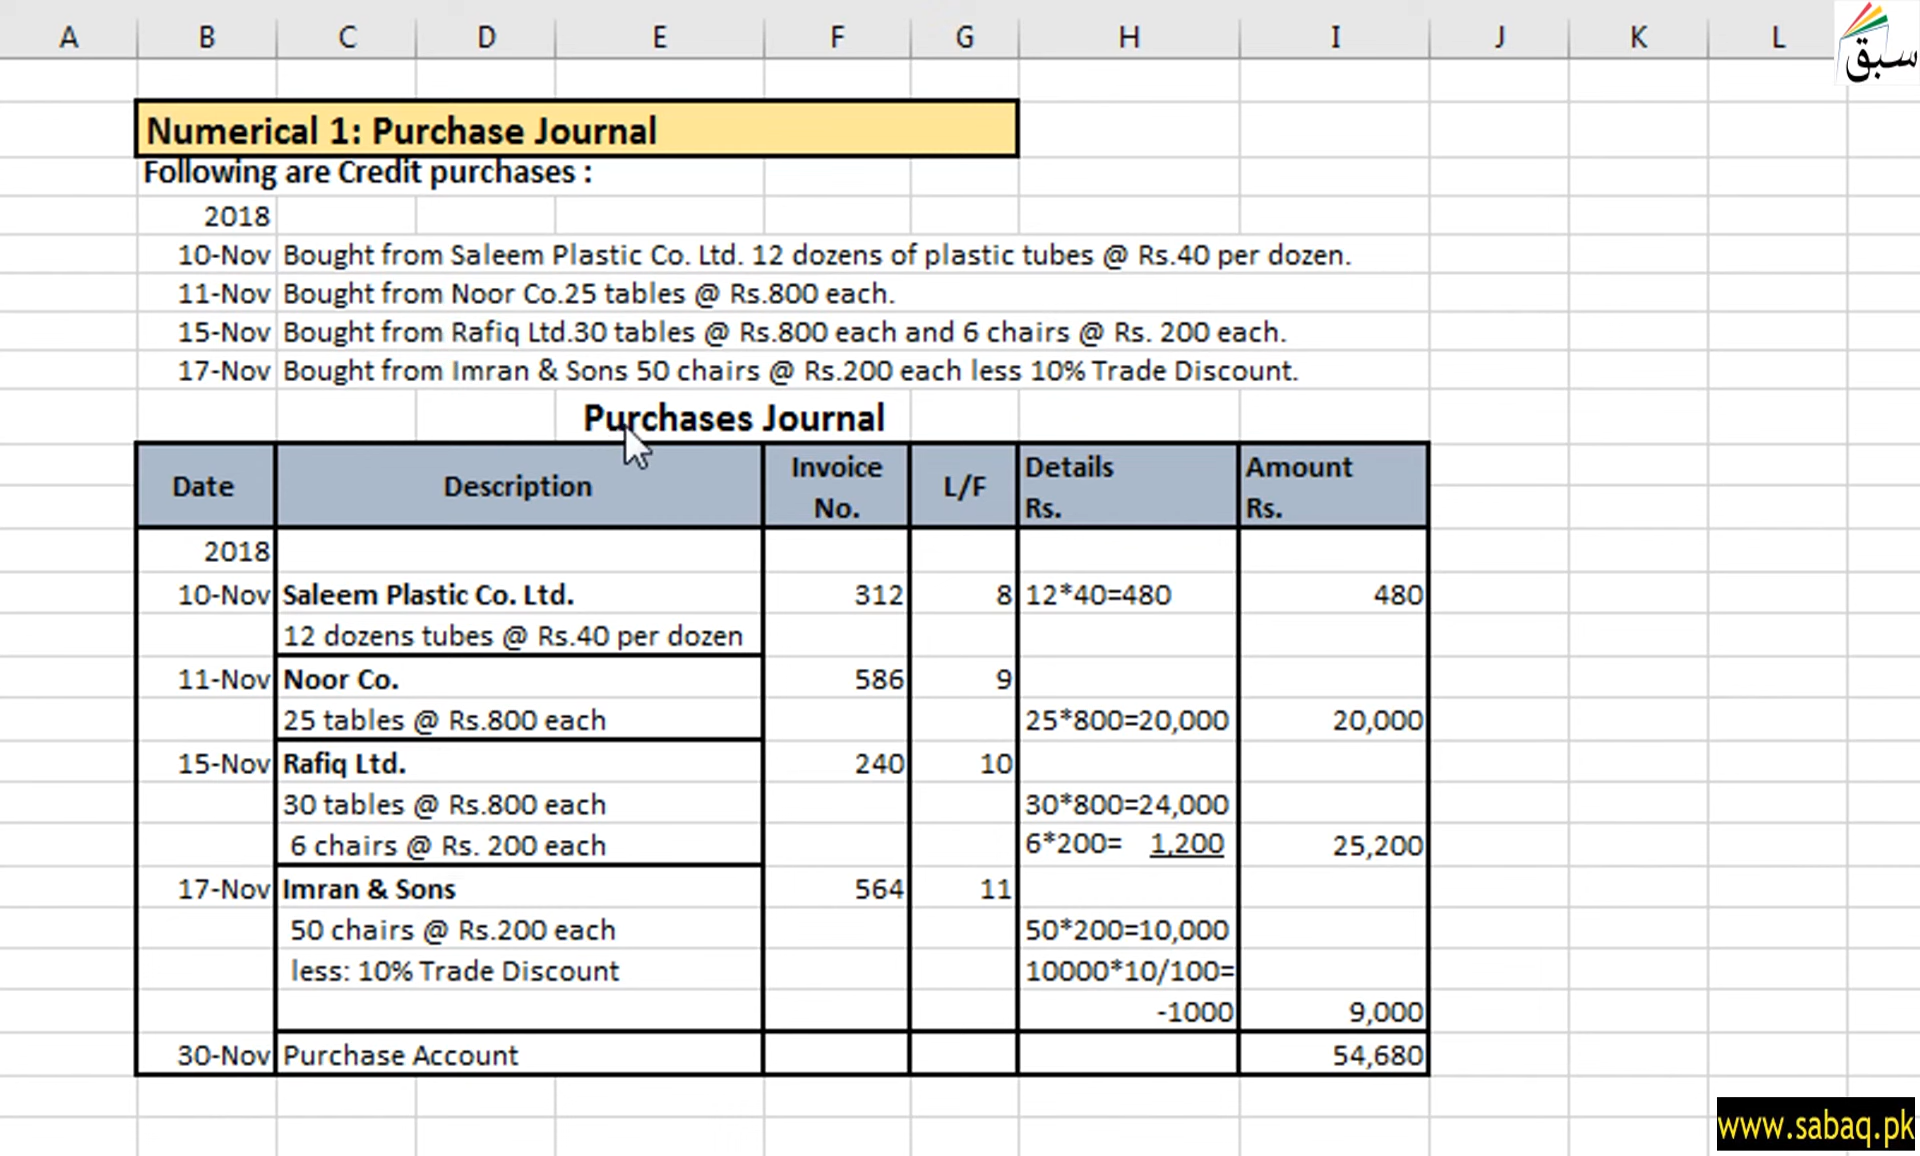 A B C D E F G H I J K L
سبق
Numerical 1: Purchase Journal
Following are Credit purchases :
2018
10-Nov Bought from Saleem Plastic Co. Ltd. 12 dozens of plastic tubes @ Rs.40 per dozen.
11-Nov Bought from Noor Co.25 tables @ Rs.800 each.
15-Nov Bought from Rafiq Ltd.30 tables @ Rs.800 each and 6 chairs @ Rs. 200 each.
17-Nov Bought from Imran & Sons 50 chairs @ Rs.200 each less 10% Trade Discount.
Purchases Journal
Date Description Invoice No. L/F Details Rs. Amount Rs.
2018
10-Nov Saleem Plastic Co. Ltd. 312 8 12*40=480 480
12 dozens tubes @ Rs.40 per dozen
11-Nov Noor Co. 586 9
25 tables @ Rs.800 each 25*800=20,000 20,000
15-Nov Rafiq Ltd. 240 10
30 tables @ Rs.800 each 30*800=24,000
6 chairs @ Rs. 200 each 6*200= 1,200 25,200
17-Nov Imran & Sons 564 11
50 chairs @ Rs.200 each 50*200=10,000
less: 10% Trade Discount 10000*10/100=
-1000 9,000
30-Nov Purchase Account 54,680
www.sabaq.pk